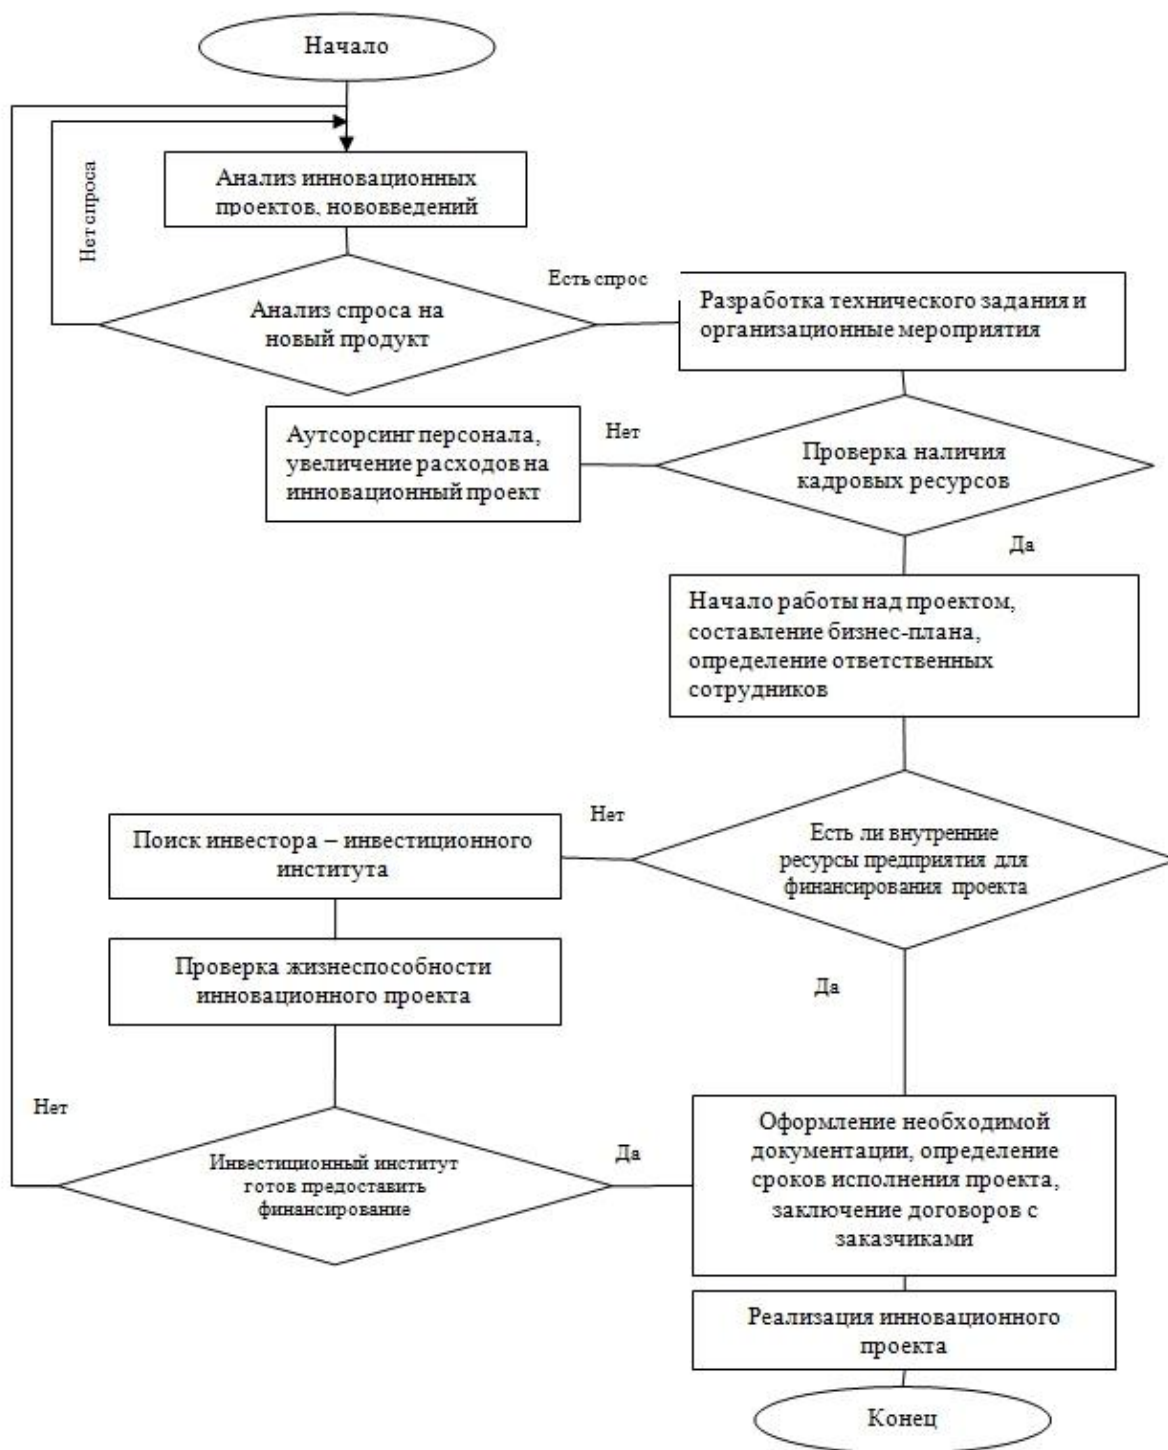 Начало
Нет спроса
Анализ инновационных
проектов, нововведений
Анализ спроса на
новый продукт
Есть спрос
Разработка технического задания и
организационные мероприятия
Аутсорсинг персонала,
увеличение расходов на
инновационный проект
Нет
Проверка наличия
кадровых ресурсов
Да
Начало работы над проектом,
составление бизнес-плана,
определение ответственных
сотрудников
Нет
Есть ли внутренние
ресурсы предприятия для
финансирования проекта
Поиск инвестора – инвестиционного
института
Проверка жизнеспособности
инновационного проекта
Да
Нет
Инвестиционный институт
готов предоставить
финансирование
Да
Оформление необходимой
документации, определение
сроков исполнения проекта,
заключение договоров с
заказчиками
Реализация инновационного
проекта
Конец